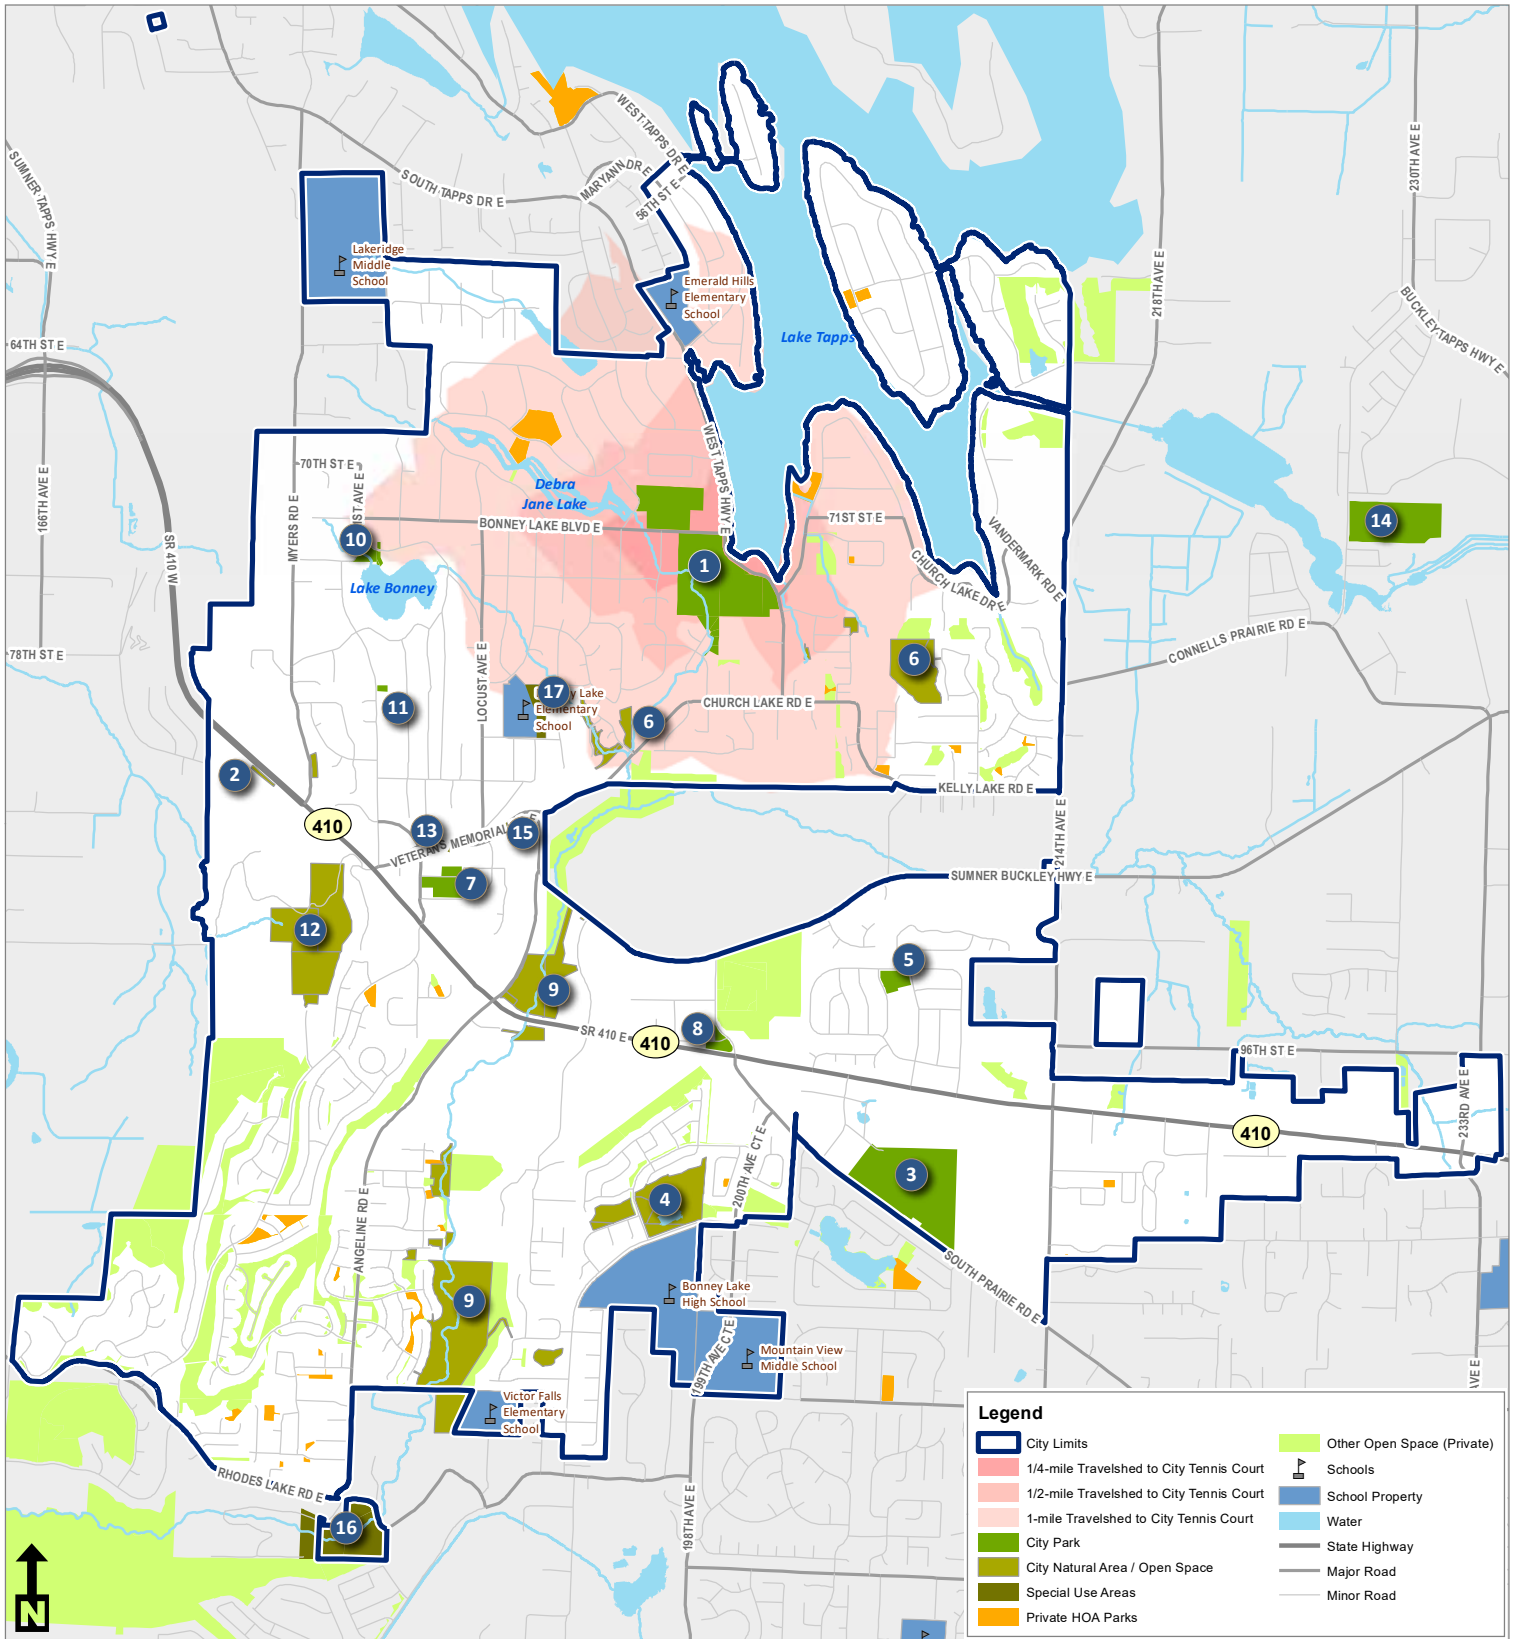 WEST TAPPS DR E
SUMNER TAPPS HWY E
SOUTH TAPPS DR E
MARYANN DR E
56TH ST E
230TH AVE E
218TH AVE E
BUCKLEY TAPPS HWY E
Lakeridge
Middle
School
Emerald Hills
Elementary
School
64TH ST E
Lake Tapps
WEST TAPPS HWY E
70TH ST E
166TH AVE E
SR 410 W
MYERS RD E
Debra
Jane Lake
BONNEY LAKE BLVD E
71ST ST E
14
10
1
VANDERMARK RD E
CHURCH LAKE DR E
Lake Bonney
78TH ST E
CONNELLS PRAIRIE RD E
LOCUST AVE E
6
17
Elementary
School
11
6
CHURCH LAKE RD E
2
KELLY LAKE RD E
410
13
VETERANS MEMORIAL
15
214TH AVE E
7
SUMNER BUCKLEY HWY E
12
5
9
8
SR 410 E
410
96TH ST E
233RD AVE E
410
3
4
200TH AVE CT E
ANGELINE RD E
SOUTH PRAIRIE RD E
9
Bonney Lake
High School
199TH AVE CT E
Mountain View
Middle School
Victor Falls
Elementary
School
RHODES LAKE RD E
198TH AVE E
16
N
Legend
City Limits
1/4-mile Travelshed to City Tennis Court
1/2-mile Travelshed to City Tennis Court
1-mile Travelshed to City Tennis Court
City Park
City Natural Area / Open Space
Special Use Areas
Private HOA Parks
Other Open Space (Private)
Schools
School Property
Water
State Highway
Major Road
Minor Road